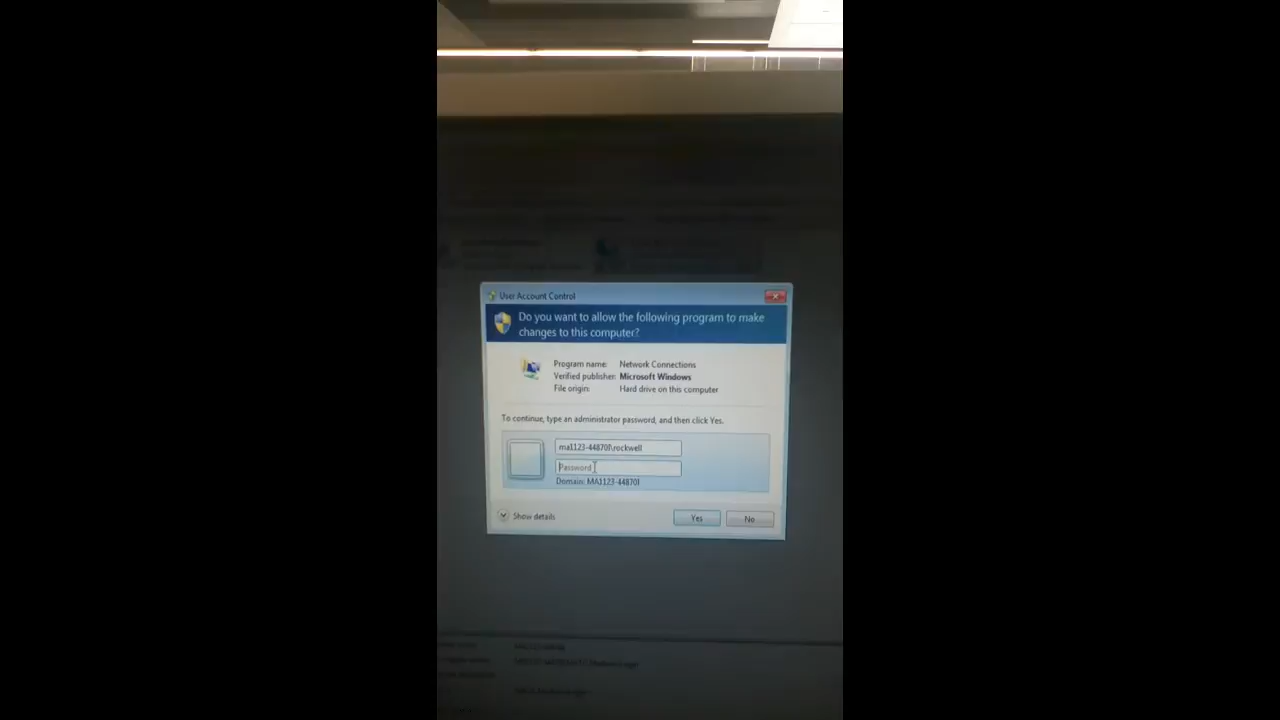 User Account Control
Do you want to allow the following program to make
changes to this computer?
Program name: Network Connections
Verified publisher: Microsoft Windows
File origin: Hard drive on this computer
To continue, type an administrator password, and then click Yes.
ma1123-44870l\rockwell
Password
Domain: MA1123-44870l
Show details
Yes
No